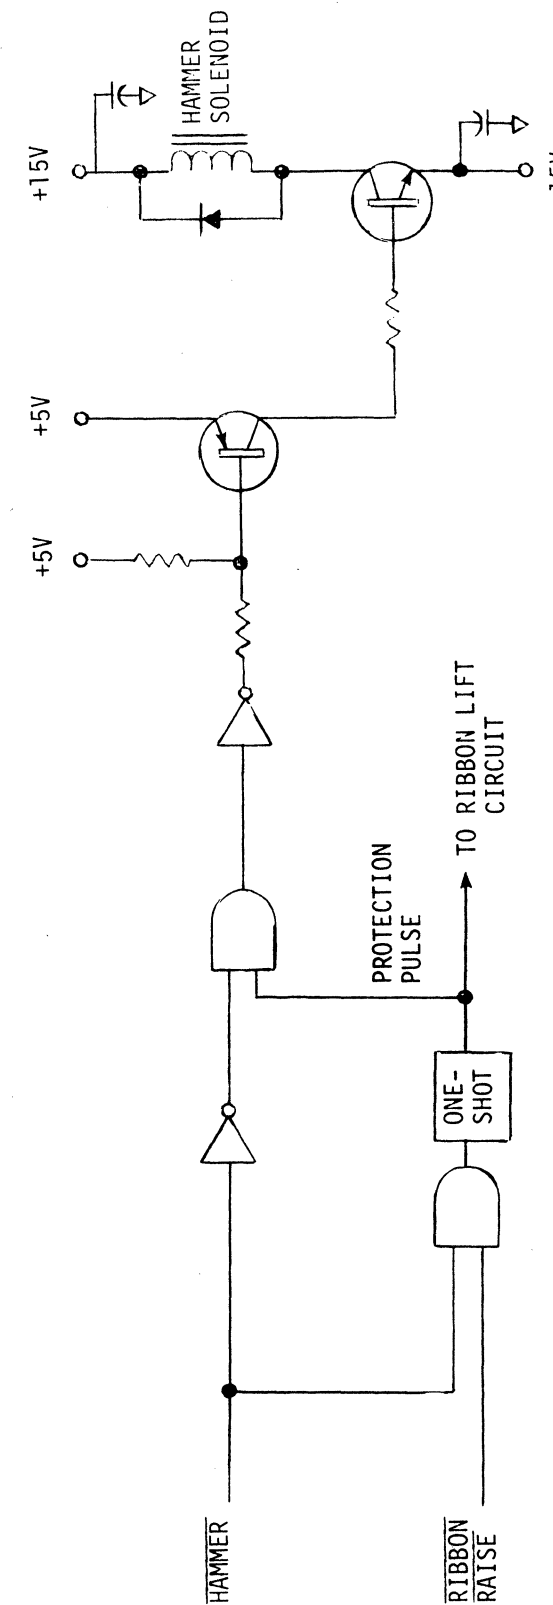 HAMMER
RIBBON
RAISE
ONE-
SHOT
PROTECTION
PULSE
TO RIBBON LIFT
CIRCUIT
+5V
+5V
+15V
HAMMER
SOLENOID